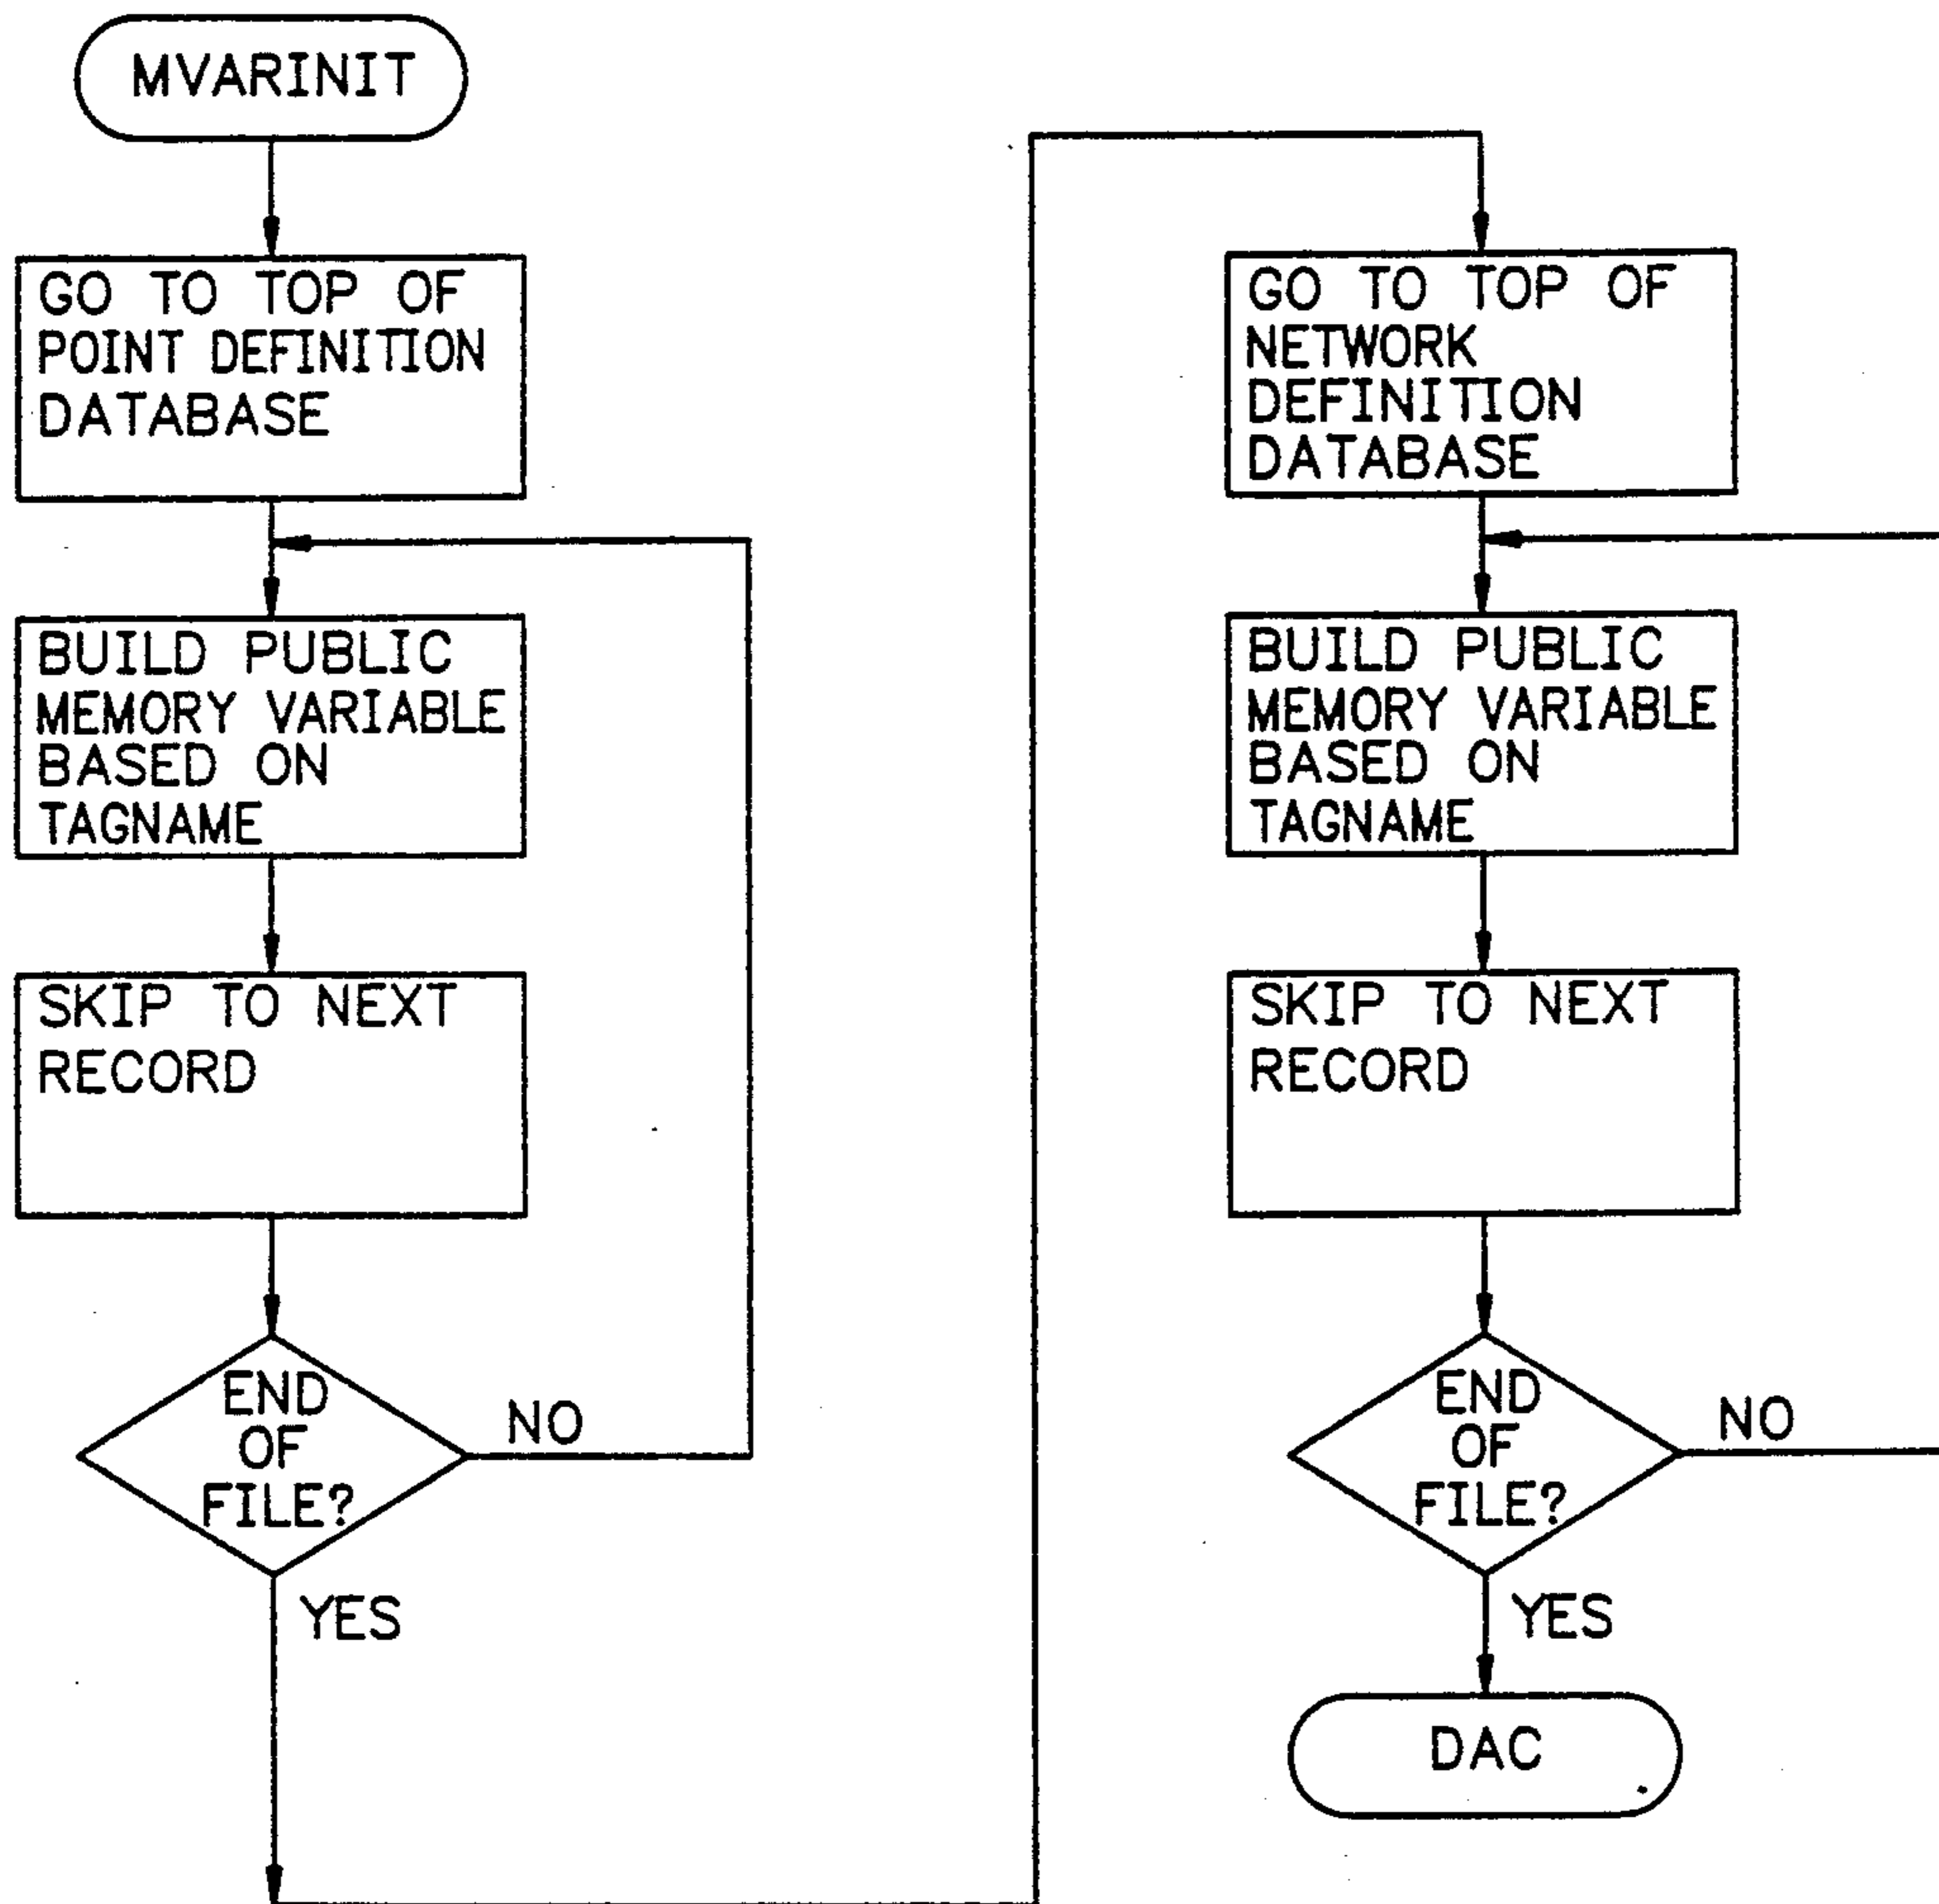 MVARINIT
GO TO TOP OF
POINT DEFINITION
DATABASE
BUILD PUBLIC
MEMORY VARIABLE
BASED ON
TAGNAME
SKIP TO NEXT
RECORD
END
OF
FILE?
NO
YES
GO TO TOP OF
NETWORK
DEFINITION
DATABASE
BUILD PUBLIC
MEMORY VARIABLE
BASED ON
TAGNAME
SKIP TO NEXT
RECORD
END
OF
FILE?
NO
YES
DAC